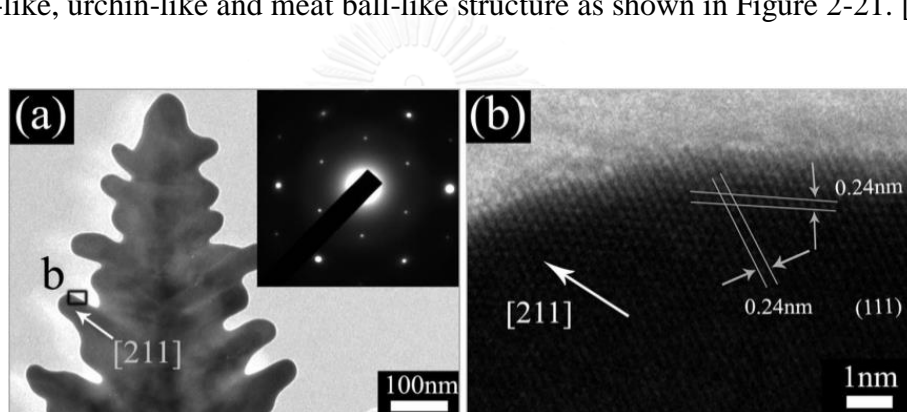 -like, urchin-like and meat ball-like structure as shown in Figure 2-21. [
(a)
b
[211]
100nm
(b)
0.24nm
[211]
0.24nm
(111)
1nm